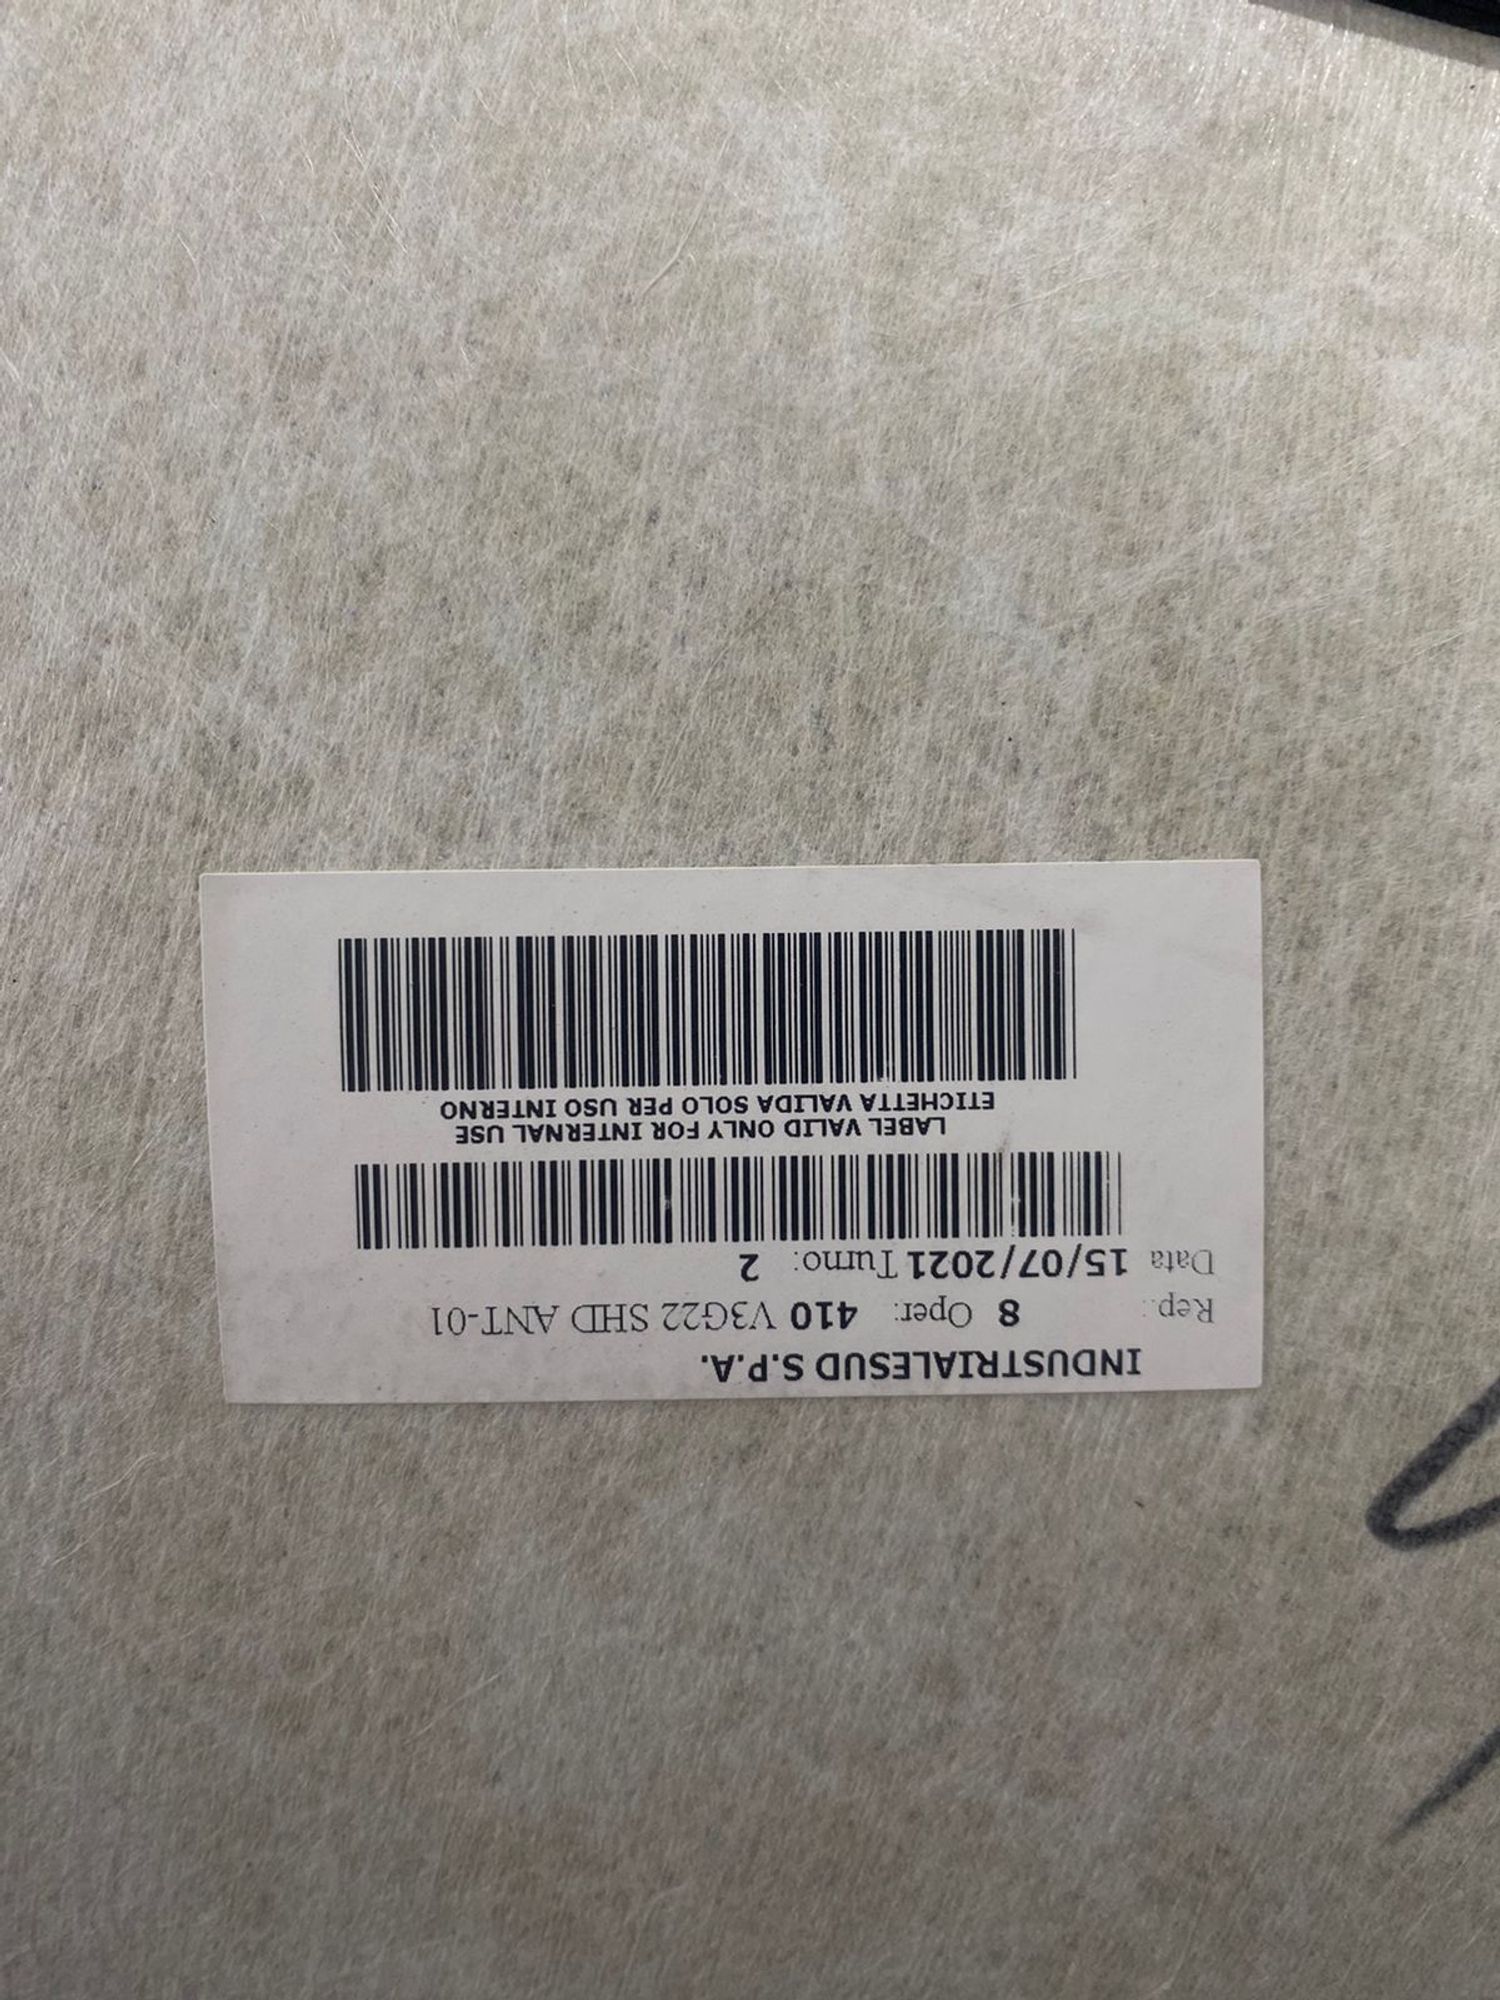 INDUSTRIALESUD S.P.A.
Rep.: 8 Oper.: 410 V3G22 SHD ANT-01
Data 15/07/2021 Turno: 2
LABEL VALID ONLY FOR INTERNAL USE
ETICHETTA VALIDA SOLO PER USO INTERNO